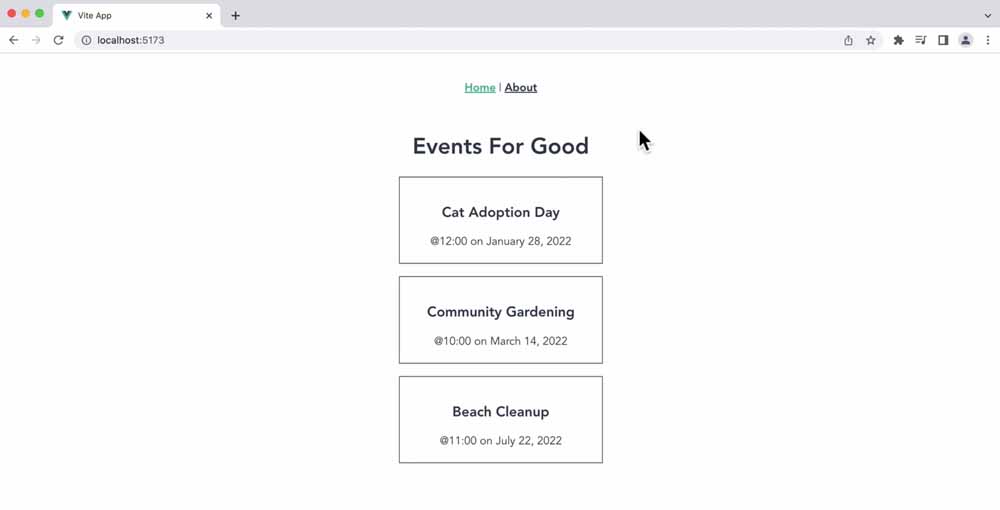 Vite App
localhost:5173
Home | About
Events For Good
Cat Adoption Day
@12:00 on January 28, 2022
Community Gardening
@10:00 on March 14, 2022
Beach Cleanup
@11:00 on July 22, 2022